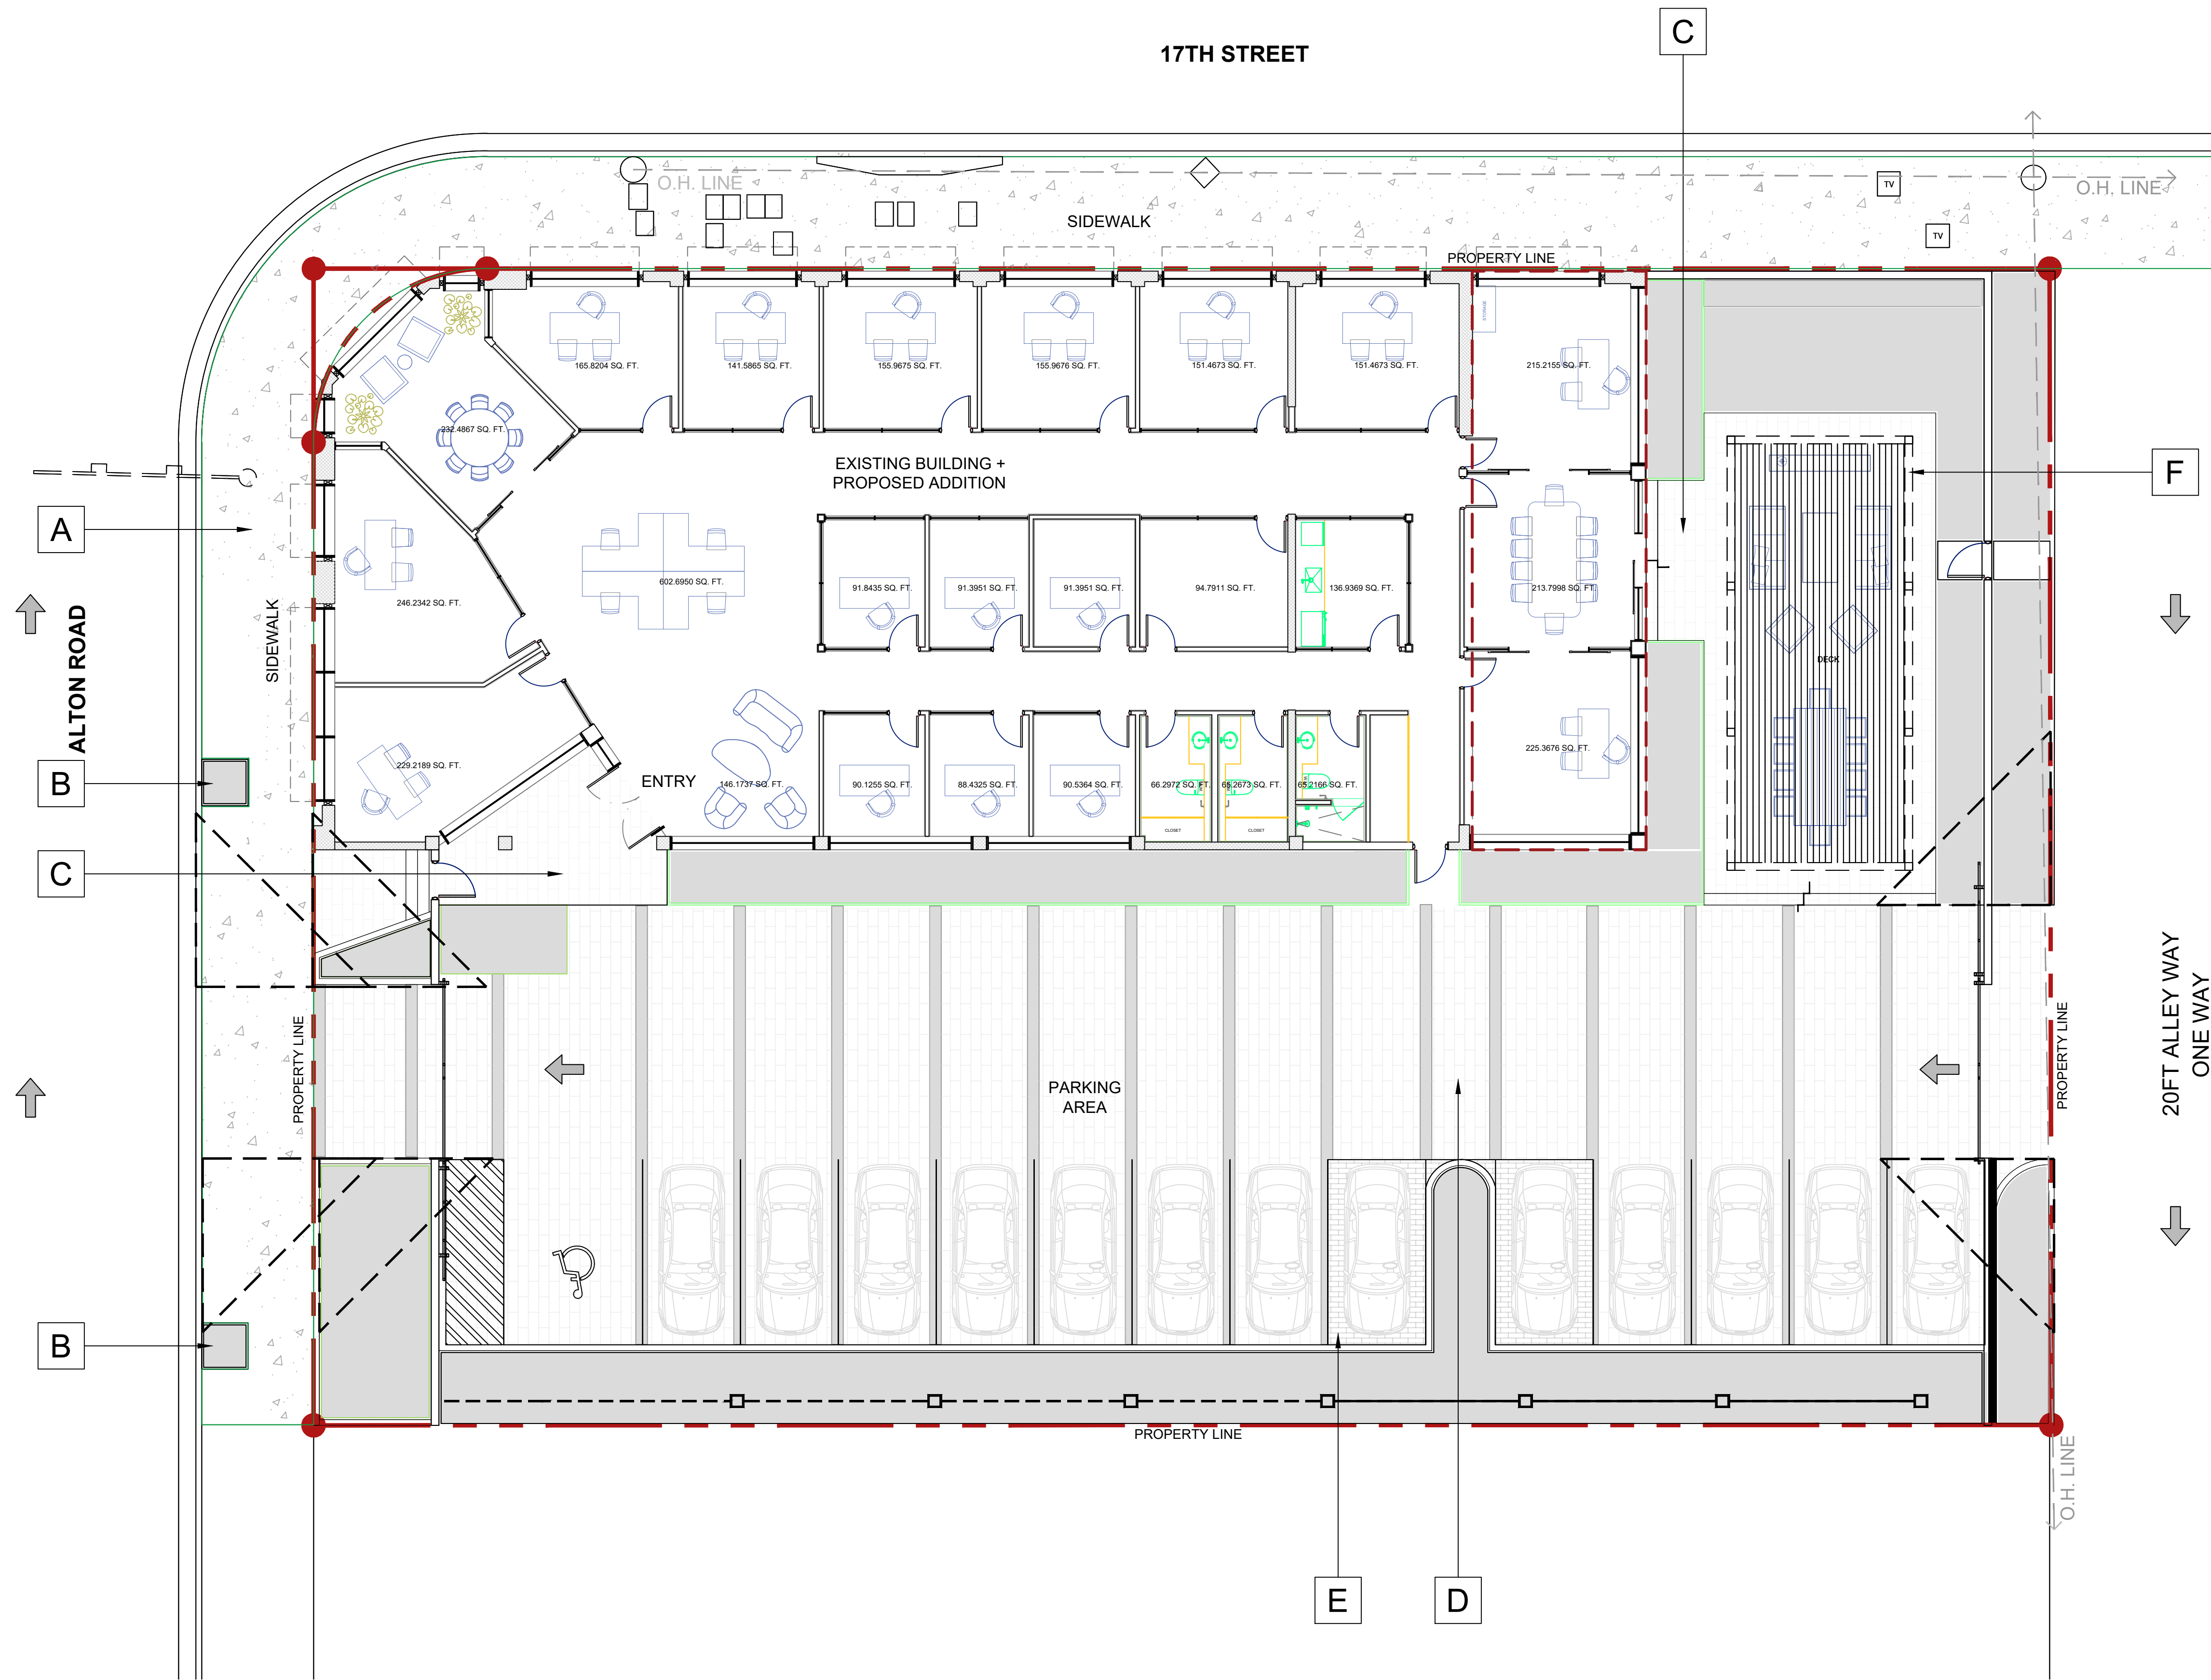 17TH STREET
C
O.H. LINE
TV
O.H. LINE
SIDEWALK
TV
PROPERTY LINE
STORAGE
165.8204 SQ. FT.
141.5865 SQ. FT.
155.9675 SQ. FT.
155.9676 SQ. FT.
151.4673 SQ. FT.
151.4673 SQ. FT.
215.2155 SQ. FT.
232.4867 SQ. FT.
EXISTING BUILDING +
PROPOSED ADDITION
F
A
602.6950 SQ. FT.
91.8435 SQ. FT.
91.3951 SQ. FT.
91.3951 SQ. FT.
94.7911 SQ. FT.
136.9369 SQ. FT.
213.7998 SQ. FT.
246.2342 SQ. FT.
SIDEWALK
ALTON ROAD
DECK
225.3676 SQ. FT.
229.2189 SQ. FT.
B
ENTRY
146.1737 SQ. FT.
90.1255 SQ. FT.
88.4325 SQ. FT.
90.5364 SQ. FT.
66.2972 SQ. FT.
65.2673 SQ. FT.
65.2166 SQ. FT.
CLOSET
CLOSET
C
20FT ALLEY WAY
ONE WAY
PROPERTY LINE
PROPERTY LINE
PARKING
AREA
B
PROPERTY LINE
O.H. LINE
E
D